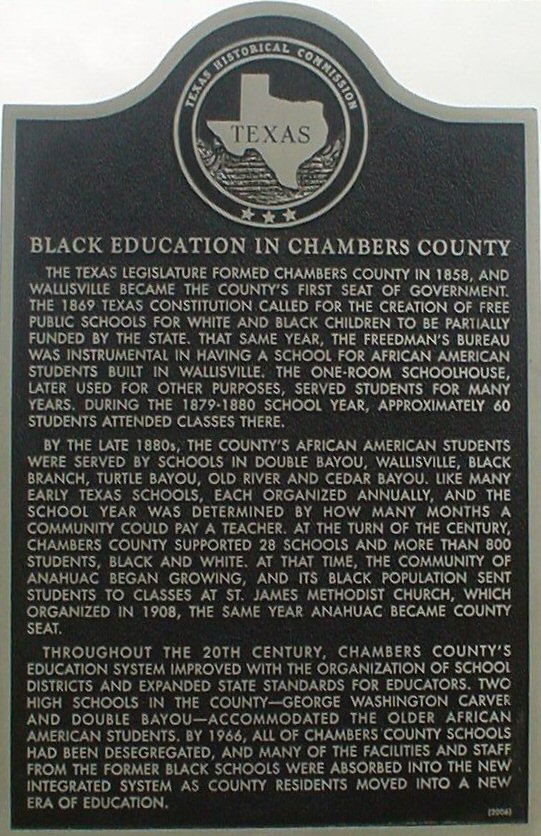 TEXAS HISTORICAL COMMISSION
TEXAS
BLACK EDUCATION IN CHAMBERS COUNTY
THE TEXAS LEGISLATURE FORMED CHAMBERS COUNTY IN 1858, AND
WALLISVILLE BECAME THE COUNTY'S FIRST SEAT OF GOVERNMENT.
THE 1869 TEXAS CONSTITUTION CALLED FOR THE CREATION OF FREE
PUBLIC SCHOOLS FOR WHITE AND BLACK CHILDREN TO BE PARTIALLY
FUNDED BY THE STATE. THAT SAME YEAR, THE FREEDMAN'S BUREAU
WAS INSTRUMENTAL IN HAVING A SCHOOL FOR AFRICAN AMERICAN
STUDENTS BUILT IN WALLISVILLE. THE ONE-ROOM SCHOOLHOUSE,
LATER USED FOR OTHER PURPOSES, SERVED STUDENTS FOR MANY
YEARS. DURING THE 1879-1880 SCHOOL YEAR, APPROXIMATELY 60
STUDENTS ATTENDED CLASSES THERE.
BY THE LATE 1880s, THE COUNTY'S AFRICAN AMERICAN STUDENTS
WERE SERVED BY SCHOOLS IN DOUBLE BAYOU, WALLISVILLE, BLACK
BRANCH, TURTLE BAYOU, OLD RIVER AND CEDAR BAYOU. LIKE MANY
EARLY TEXAS SCHOOLS, EACH ORGANIZED ANNUALLY, AND THE
SCHOOL YEAR WAS DETERMINED BY HOW MANY MONTHS A
COMMUNITY COULD PAY A TEACHER. AT THE TURN OF THE CENTURY,
CHAMBERS COUNTY SUPPORTED 28 SCHOOLS AND MORE THAN 800
STUDENTS, BLACK AND WHITE. AT THAT TIME, THE COMMUNITY OF
ANAHUAC BEGAN GROWING, AND ITS BLACK POPULATION SENT
STUDENTS TO CLASSES AT ST. JAMES METHODIST CHURCH, WHICH
ORGANIZED IN 1908, THE SAME YEAR ANAHUAC BECAME COUNTY
SEAT.
THROUGHOUT THE 20TH CENTURY, CHAMBERS COUNTY'S
EDUCATION SYSTEM IMPROVED WITH THE ORGANIZATION OF SCHOOL
DISTRICTS AND EXPANDED STATE STANDARDS FOR EDUCATORS. TWO
HIGH SCHOOLS IN THE COUNTY—GEORGE WASHINGTON CARVER
AND DOUBLE BAYOU—ACCOMMODATED THE OLDER AFRICAN
AMERICAN STUDENTS. BY 1966, ALL OF CHAMBERS COUNTY SCHOOLS
HAD BEEN DESEGREGATED, AND MANY OF THE FACILITIES AND STAFF
FROM THE FORMER BLACK SCHOOLS WERE ABSORBED INTO THE NEW
INTEGRATED SYSTEM AS COUNTY RESIDENTS MOVED INTO A NEW
ERA OF EDUCATION.